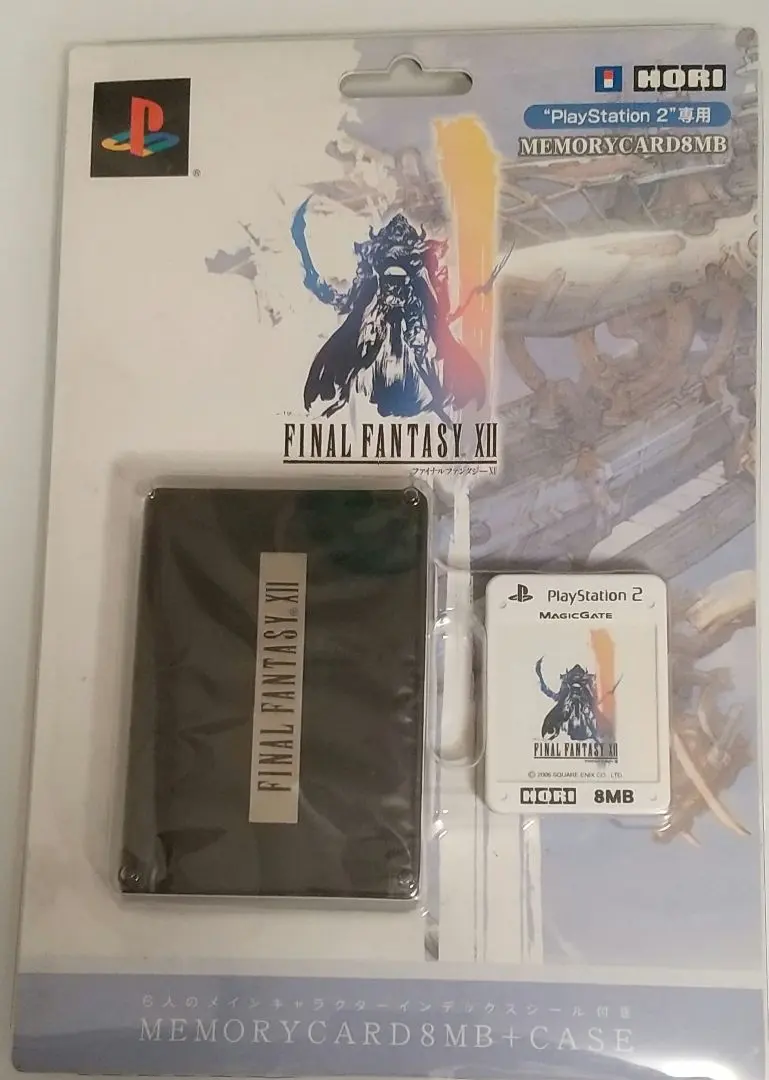 HORI
"PlayStation 2"専用
MEMORYCARD8MB
®
FINAL FANTASY® XII
ファイナルファンタジーXII
FINAL FANTASY® XII
PlayStation 2
MAGICGATE
FINAL FANTASY XII
© 2006 SQUARE ENIX CO., LTD.
HORI 8MB
6人のメインキャラクターインデックスシール付き
MEMORYCARD8MB+CASE